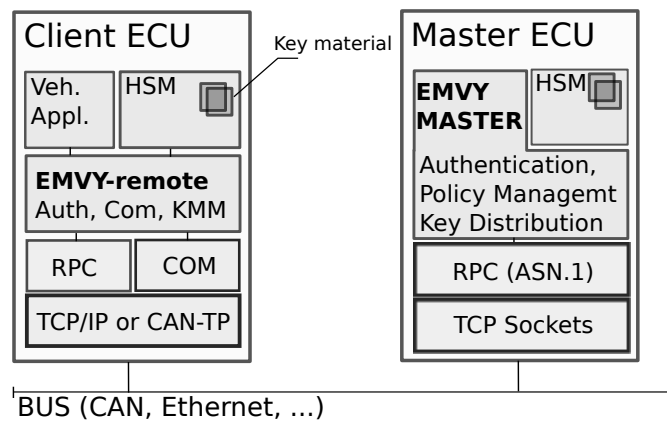 Client ECU
Key material
Veh.
Appl.
HSM
EMVY-remote
Auth, Com, KMM
RPC
COM
TCP/IP or CAN-TP
Master ECU
EMVY
MASTER
HSM
Authentication,
Policy Managemt
Key Distribution
RPC (ASN.1)
TCP Sockets
BUS (CAN, Ethernet, ...)